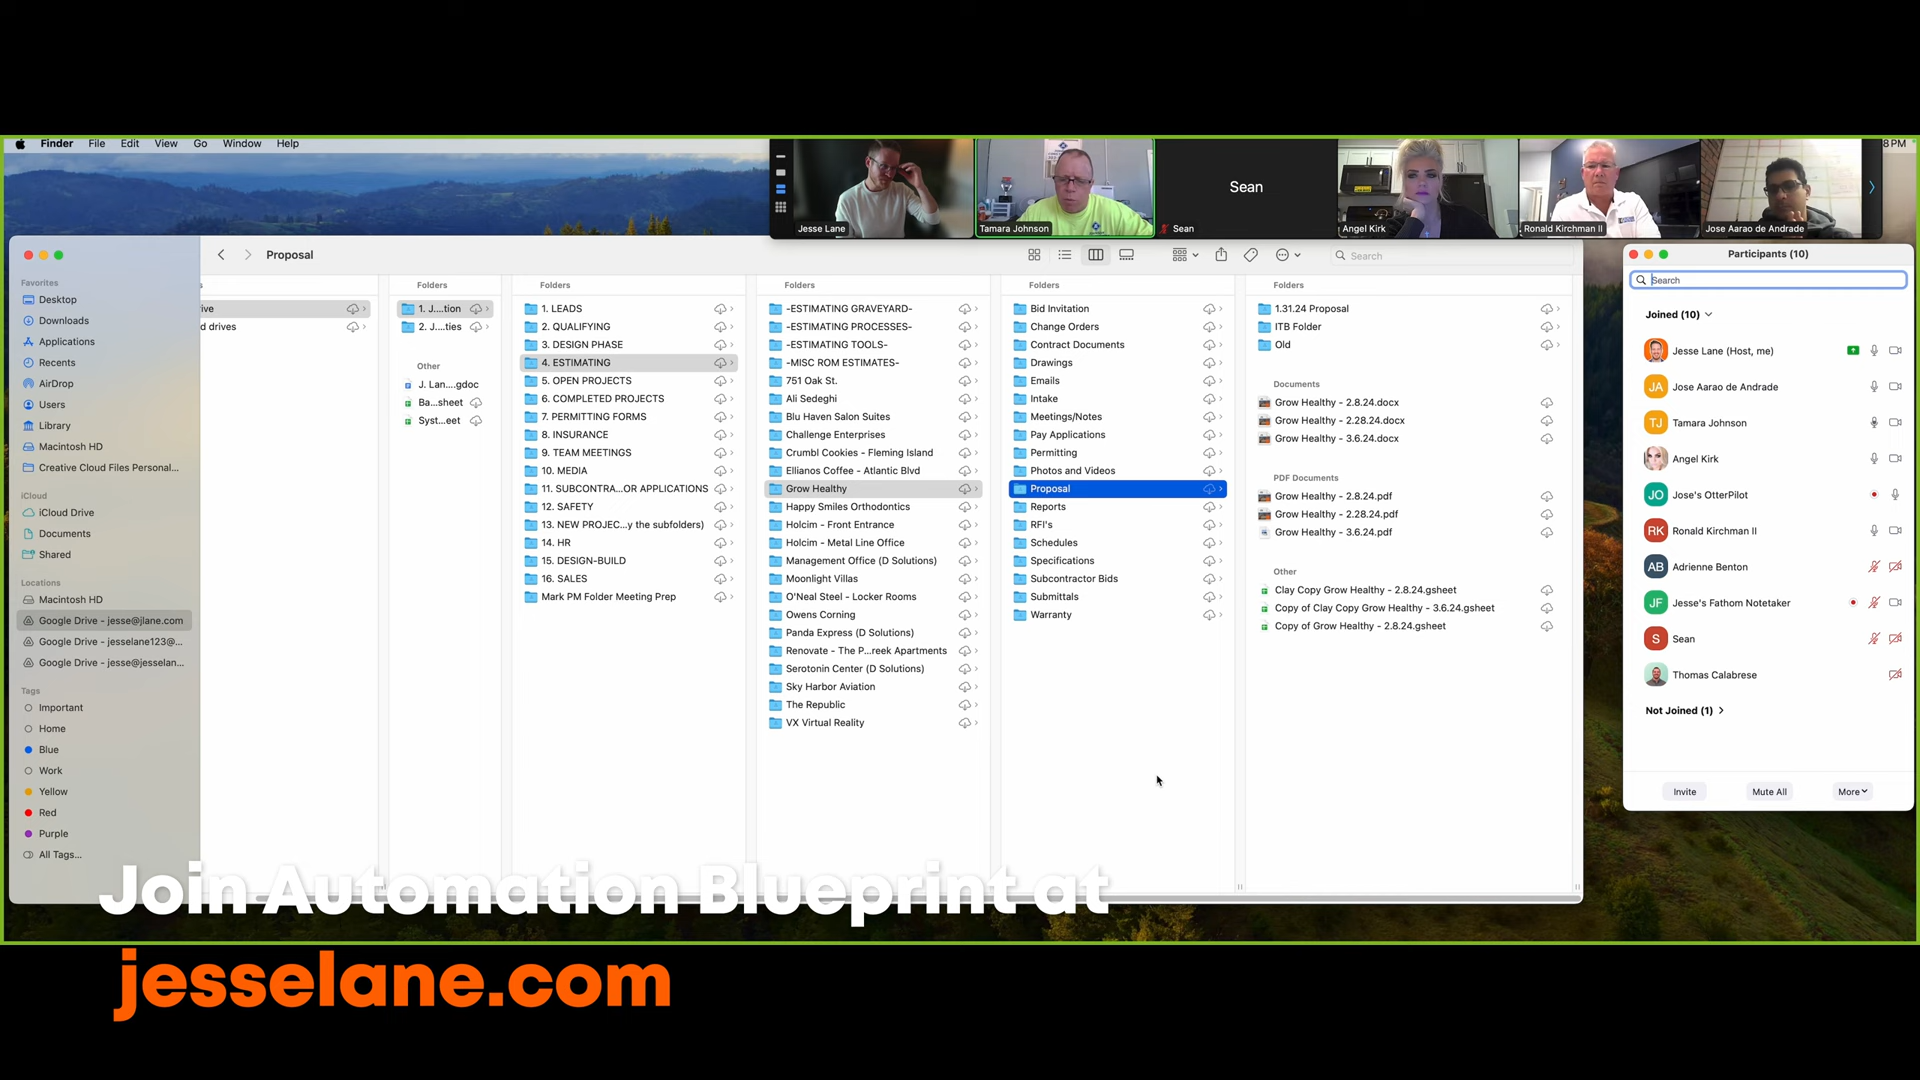 Finder File Edit View Go Window Help
8 PM
Jesse Lane
Tamara Johnson
Sean
Sean
Angel Kirk
Ronald Kirchman II
Jose Aarao de Andrade
Proposal
Search
Favorites
Desktop
Downloads
Applications
Recents
AirDrop
Users
Library
Macintosh HD
Creative Cloud Files Personal...
iCloud
iCloud Drive
Documents
Shared
Locations
Macintosh HD
Google Drive - jesse@jlane.com
Google Drive - jesselane123@...
Google Drive - jesse@jesselan...
Tags
Important
Home
Blue
Work
Yellow
Red
Purple
All Tags...
s
ive
d drives
Folders
1. J....tion
2. J....ties
Other
J. Lan....gdoc
Ba...sheet
Syst...eet
Folders
1. LEADS
2. QUALIFYING
3. DESIGN PHASE
4. ESTIMATING
5. OPEN PROJECTS
6. COMPLETED PROJECTS
7. PERMITTING FORMS
8. INSURANCE
9. TEAM MEETINGS
10. MEDIA
11. SUBCONTRA...OR APPLICATIONS
12. SAFETY
13. NEW PROJEC...y the subfolders)
14. HR
15. DESIGN-BUILD
16. SALES
Mark PM Folder Meeting Prep
Folders
-ESTIMATING GRAVEYARD-
-ESTIMATING PROCESSES-
-ESTIMATING TOOLS-
-MISC ROM ESTIMATES-
751 Oak St.
Ali Sedeghi
Blu Haven Salon Suites
Challenge Enterprises
Crumbl Cookies - Fleming Island
Ellianos Coffee - Atlantic Blvd
Grow Healthy
Happy Smiles Orthodontics
Holcim - Front Entrance
Holcim - Metal Line Office
Management Office (D Solutions)
Moonlight Villas
O'Neal Steel - Locker Rooms
Owens Corning
Panda Express (D Solutions)
Renovate - The P...reek Apartments
Serotonin Center (D Solutions)
Sky Harbor Aviation
The Republic
VX Virtual Reality
Folders
Bid Invitation
Change Orders
Contract Documents
Drawings
Emails
Intake
Meetings/Notes
Pay Applications
Permitting
Photos and Videos
Proposal
Reports
RFI's
Schedules
Specifications
Subcontractor Bids
Submittals
Warranty
Folders
1.31.24 Proposal
ITB Folder
Old
Documents
Grow Healthy - 2.8.24.docx
Grow Healthy - 2.28.24.docx
Grow Healthy - 3.6.24.docx
PDF Documents
Grow Healthy - 2.8.24.pdf
Grow Healthy - 2.28.24.pdf
Grow Healthy - 3.6.24.pdf
Other
Clay Copy Grow Healthy - 2.8.24.gsheet
Copy of Clay Copy Grow Healthy - 3.6.24.gsheet
Copy of Grow Healthy - 2.8.24.gsheet
Participants (10)
Search
Joined (10)
Jesse Lane (Host, me)
JA Jose Aarao de Andrade
TJ Tamara Johnson
Angel Kirk
JO Jose's OtterPilot
RK Ronald Kirchman II
AB Adrienne Benton
JF Jesse's Fathom Notetaker
S Sean
Thomas Calabrese
Not Joined (1)
Invite Mute All More
Join Automation Blueprint at
jesselane.com